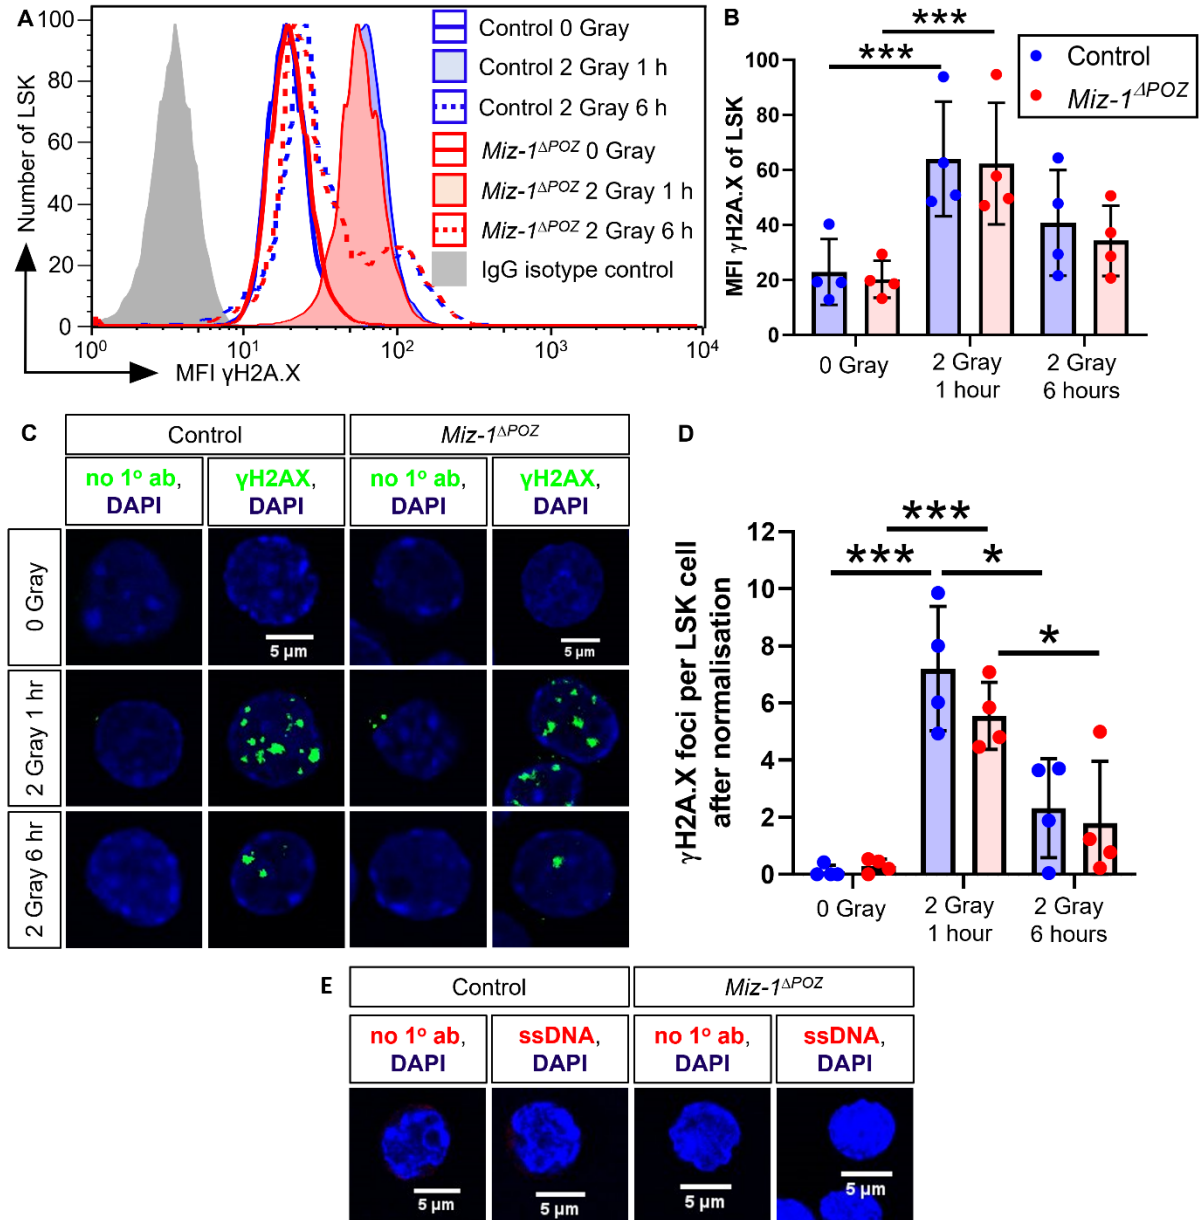 A
100
80
60
40
20
0
Number of LSK
10⁰
10¹
10²
10³
10⁴
MFI γH2A.X
Control 0 Gray
Control 2 Gray 1 h
Control 2 Gray 6 h
Miz-1ΔPOZ 0 Gray
Miz-1ΔPOZ 2 Gray 1 h
Miz-1ΔPOZ 2 Gray 6 h
IgG isotype control
B
***
***
Control
Miz-1ΔPOZ
100
80
60
40
20
0
MFI γH2A.X of LSK
0 Gray
2 Gray
1 hour
2 Gray
6 hours
C
Control
Miz-1ΔPOZ
no 1º ab,
DAPI
γH2AX,
DAPI
no 1º ab,
DAPI
γH2AX,
DAPI
0 Gray
5 µm
5 µm
2 Gray 1 hr
2 Gray 6 hr
D
***
***
*
*
12
10
8
6
4
2
0
γH2A.X foci per LSK cell
after normalisation
0 Gray
2 Gray
1 hour
2 Gray
6 hours
E
Control
Miz-1ΔPOZ
no 1º ab,
DAPI
ssDNA,
DAPI
no 1º ab,
DAPI
ssDNA,
DAPI
5 µm
5 µm
5 µm
5 µm